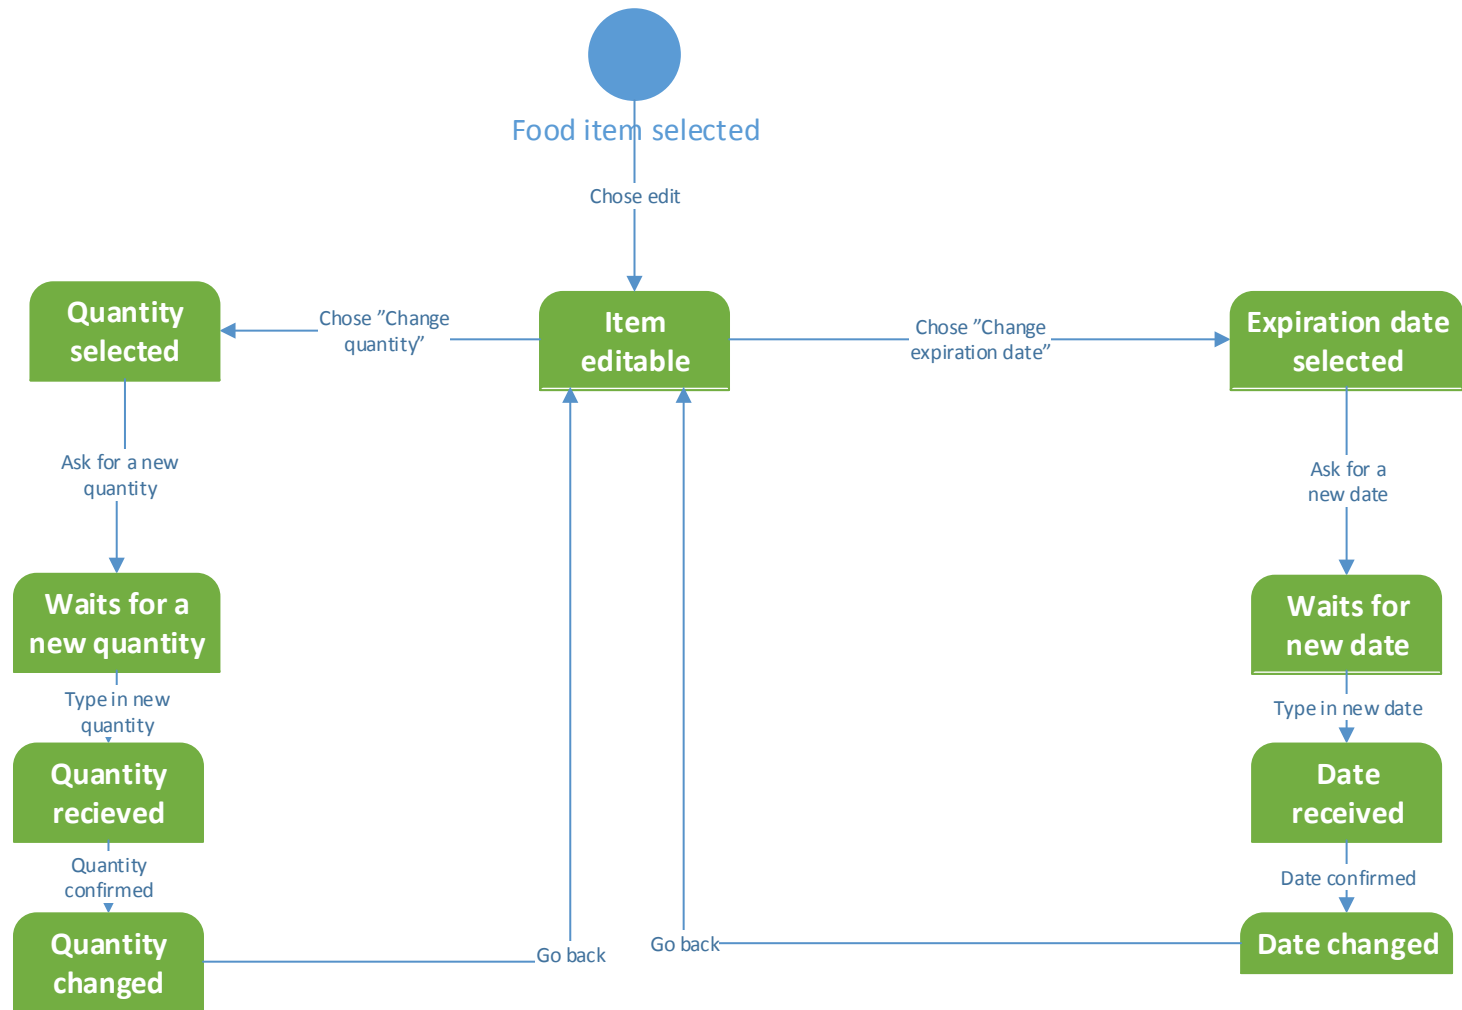 Food item selected
Chose edit
Quantity
selected
Chose ”Change
quantity”
Item
editable
Chose ”Change
expiration date”
Expiration date
selected
Ask for a new
quantity
Ask for a
new date
Waits for a
new quantity
Waits for
new date
Type in new
quantity
Type in new date
Quantity
recieved
Date
received
Quantity
confirmed
Date confirmed
Quantity
changed
Go back
Go back
Date changed